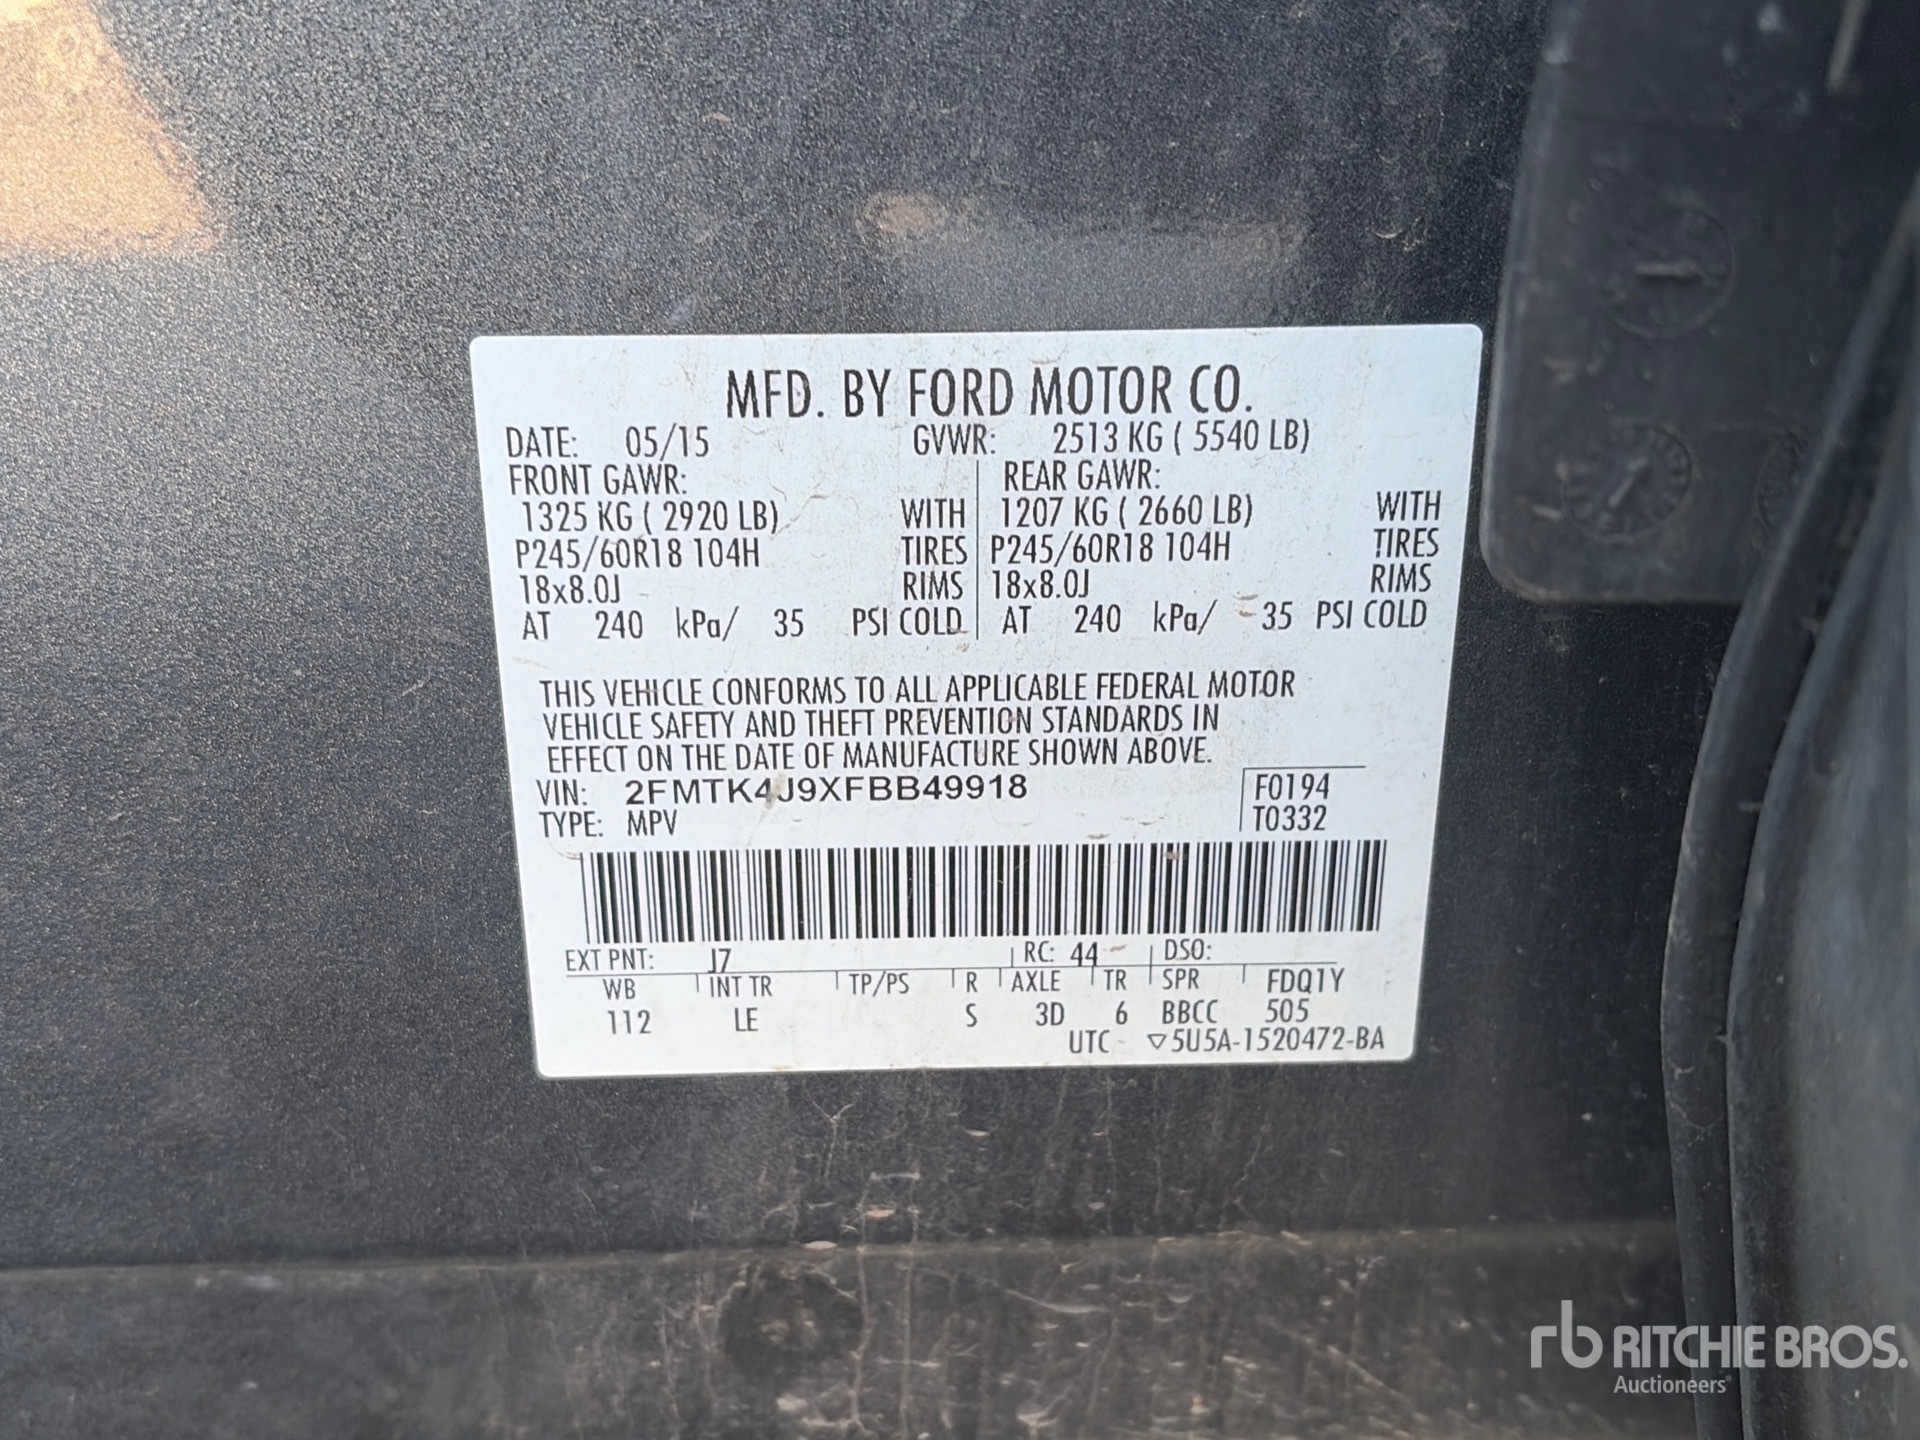 MFD. BY FORD MOTOR CO.
DATE: 05/15 GVWR: 2513 KG ( 5540 LB)
FRONT GAWR: REAR GAWR:
1325 KG ( 2920 LB) WITH 1207 KG ( 2660 LB) WITH
P245/60R18 104H TIRES P245/60R18 104H TIRES
18x8.0J RIMS 18x8.0J RIMS
AT 240 kPa/ 35 PSI COLD AT 240 kPa/ 35 PSI COLD
THIS VEHICLE CONFORMS TO ALL APPLICABLE FEDERAL MOTOR
VEHICLE SAFETY AND THEFT PREVENTION STANDARDS IN
EFFECT ON THE DATE OF MANUFACTURE SHOWN ABOVE.
VIN: 2FMTK4J9XFBB49918 F0194
TYPE: MPV T0332
EXT PNT: J7 RC: 44 DSO:
WB INT TR TP/PS R AXLE TR SPR FDQ1Y
112 LE S 3D 6 BBCC 505
UTC ▽5U5A-1520472-BA
rb RITCHIE BROS.
Auctioneers